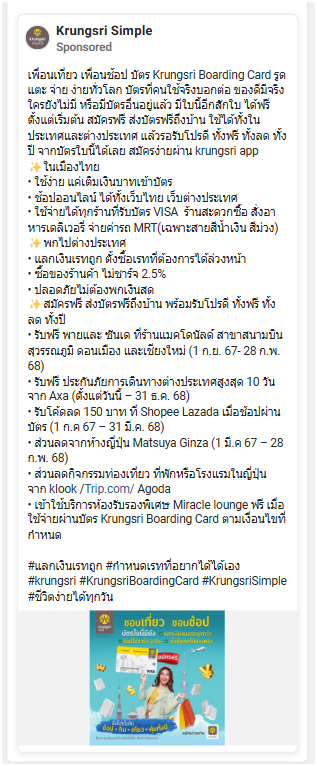 Krungsri Simple
Sponsored
เพื่อนเที่ยว เพื่อนช้อป บัตร Krungsri Boarding Card รูด
แตะ จ่าย ง่ายทั่วโลก บัตรที่คนใช้จริงบอกต่อ ของดีมีจริง
ใครยังไม่มี หรือมีบัตรอื่นอยู่แล้ว มีใบนี้อีกสักใบ ได้ฟรี
ตั้งแต่เริ่มต้น สมัครฟรี ส่งบัตรฟรีถึงบ้าน ใช้ได้ทั้งใน
ประเทศและต่างประเทศ แล้วรอรับโปรดี ทั้งฟรี ทั้งลด ทั้ง
ปี จากบัตรใบนี้ได้เลย สมัครง่ายผ่าน krungsri app
✨ในเมืองไทย
• ใช้ง่าย แค่เติมเงินบาทเข้าบัตร
• ช้อปออนไลน์ ได้ทั้งเว็บไทย เว็บต่างประเทศ
• ใช้จ่ายได้ทุกร้านที่รับบัตร VISA ร้านสะดวกซื้อ สั่งอา
หารเดลิเวอรี่ จ่ายค่ารถ MRT(เฉพาะสายสีน้ำเงิน สีม่วง)
✨พกไปต่างประเทศ
• แลกเงินเรทถูก ตั้งซื้อเรทที่ต้องการได้ล่วงหน้า
• ซื้อของร้านค้า ไม่ชาร์จ 2.5%
• ปลอดภัยไม่ต้องพกเงินสด
✨สมัครฟรี ส่งบัตรฟรีถึงบ้าน พร้อมรับโปรดี ทั้งฟรี ทั้ง
ลด ทั้งปี
• รับฟรี พายและ ซันเด ที่ร้านแมคโดนัลด์ สาขาสนามบิน
สุวรรณภูมิ ดอนเมือง และเชียงใหม่ (1 ก.ย. 67- 28 ก.พ.
68)
• รับฟรี ประกันภัยการเดินทางต่างประเทศสูงสุด 10 วัน
จาก Axa (ตั้งแต่วันนี้ – 31 ธ.ค. 68)
• รับโค้ดลด 150 บาท ที่ Shopee Lazada เมื่อช้อปผ่าน
บัตร (1 ก.ค 67 – 31 มี.ค. 68)
• ส่วนลดจากห้างญี่ปุ่น Matsuya Ginza (1 มี.ค 67 – 28
ก.พ. 68)
• ส่วนลดกิจกรรมท่องเที่ยว ที่พักหรือโรงแรมในญี่ปุ่น
จาก klook /Trip.com/ Agoda
• เข้าใช้บริการห้องรับรองพิเศษ Miracle lounge ฟรี เมื่อ
ใช้จ่ายผ่านบัตร Krungsri Boarding Card ตามเงื่อนไขที่
กำหนด
#แลกเงินเรทถูก #กำหนดเรทที่อยากได้ได้เอง
#krungsri #KrungsriBoardingCard #KrungsriSimple
#ชีวิตง่ายได้ทุกวัน
ชอบเที่ยว ชอบช้อป
บัตรใบนี้มียัง
สมัครฟรี
ช้อป • กิน • เที่ยว • คุ้มทั้งปี